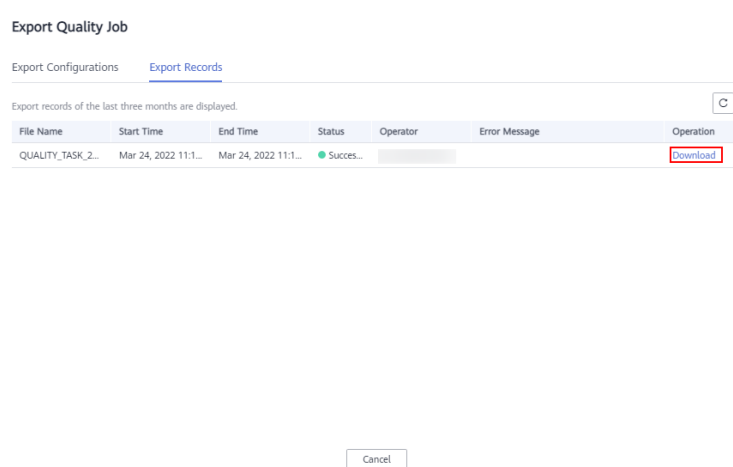 Export Quality Job
Export Configurations Export Records
Export records of the last three months are displayed.
File Name Start Time End Time Status Operator Error Message Operation
QUALITY_TASK_2... Mar 24, 2022 11:1... Mar 24, 2022 11:1... Succes... Download
Cancel